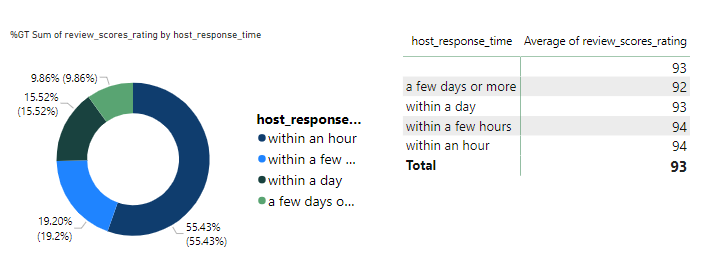 %GT Sum of review_scores_rating by host_response_time
9.86% (9.86%)
15.52%
(15.52%)
19.20%
(19.2%)
55.43%
(55.43%)
host_response...
within an hour
within a few ...
within a day
a few days o...
host_response_time Average of review_scores_rating
93
a few days or more 92
within a day 93
within a few hours 94
within an hour 94
Total 93